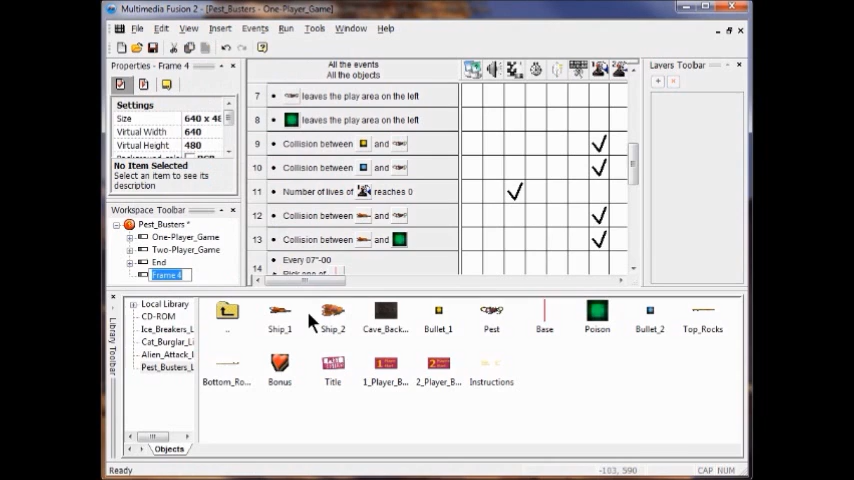 Multimedia Fusion 2 - [Pest_Busters - One-Player_Game]
File Edit View Insert Events Run Tools Window Help
Properties - Frame 4
Settings
Size 640 x 48
Virtual Width 640
Virtual Height 480
No Item Selected
Select an item to see its
description
Workspace Toolbar
Pest_Busters *
One-Player_Game
Two-Player_Game
End
Frame 4
All the events
All the objects
7 leaves the play area on the left
8 leaves the play area on the left
9 Collision between and
10 Collision between and
11 Number of lives of reaches 0
12 Collision between and
13 Collision between and
14 Every 07"-00
Pick one of
Layers Toolbar
Library Toolbar
Local Library
CD-ROM
Ice_Breakers_L
Cat_Burglar_Li
Alien_Attack_L
Pest_Busters_L
Objects
..
Ship_1
Ship_2
Cave_Back...
Bullet_1
Pest
Base
Poison
Bullet_2
Top_Rocks
Bottom_Ro...
Bonus
Title
1_Player_B...
2_Player_B...
Instructions
Ready
-103, 590
CAP NUM